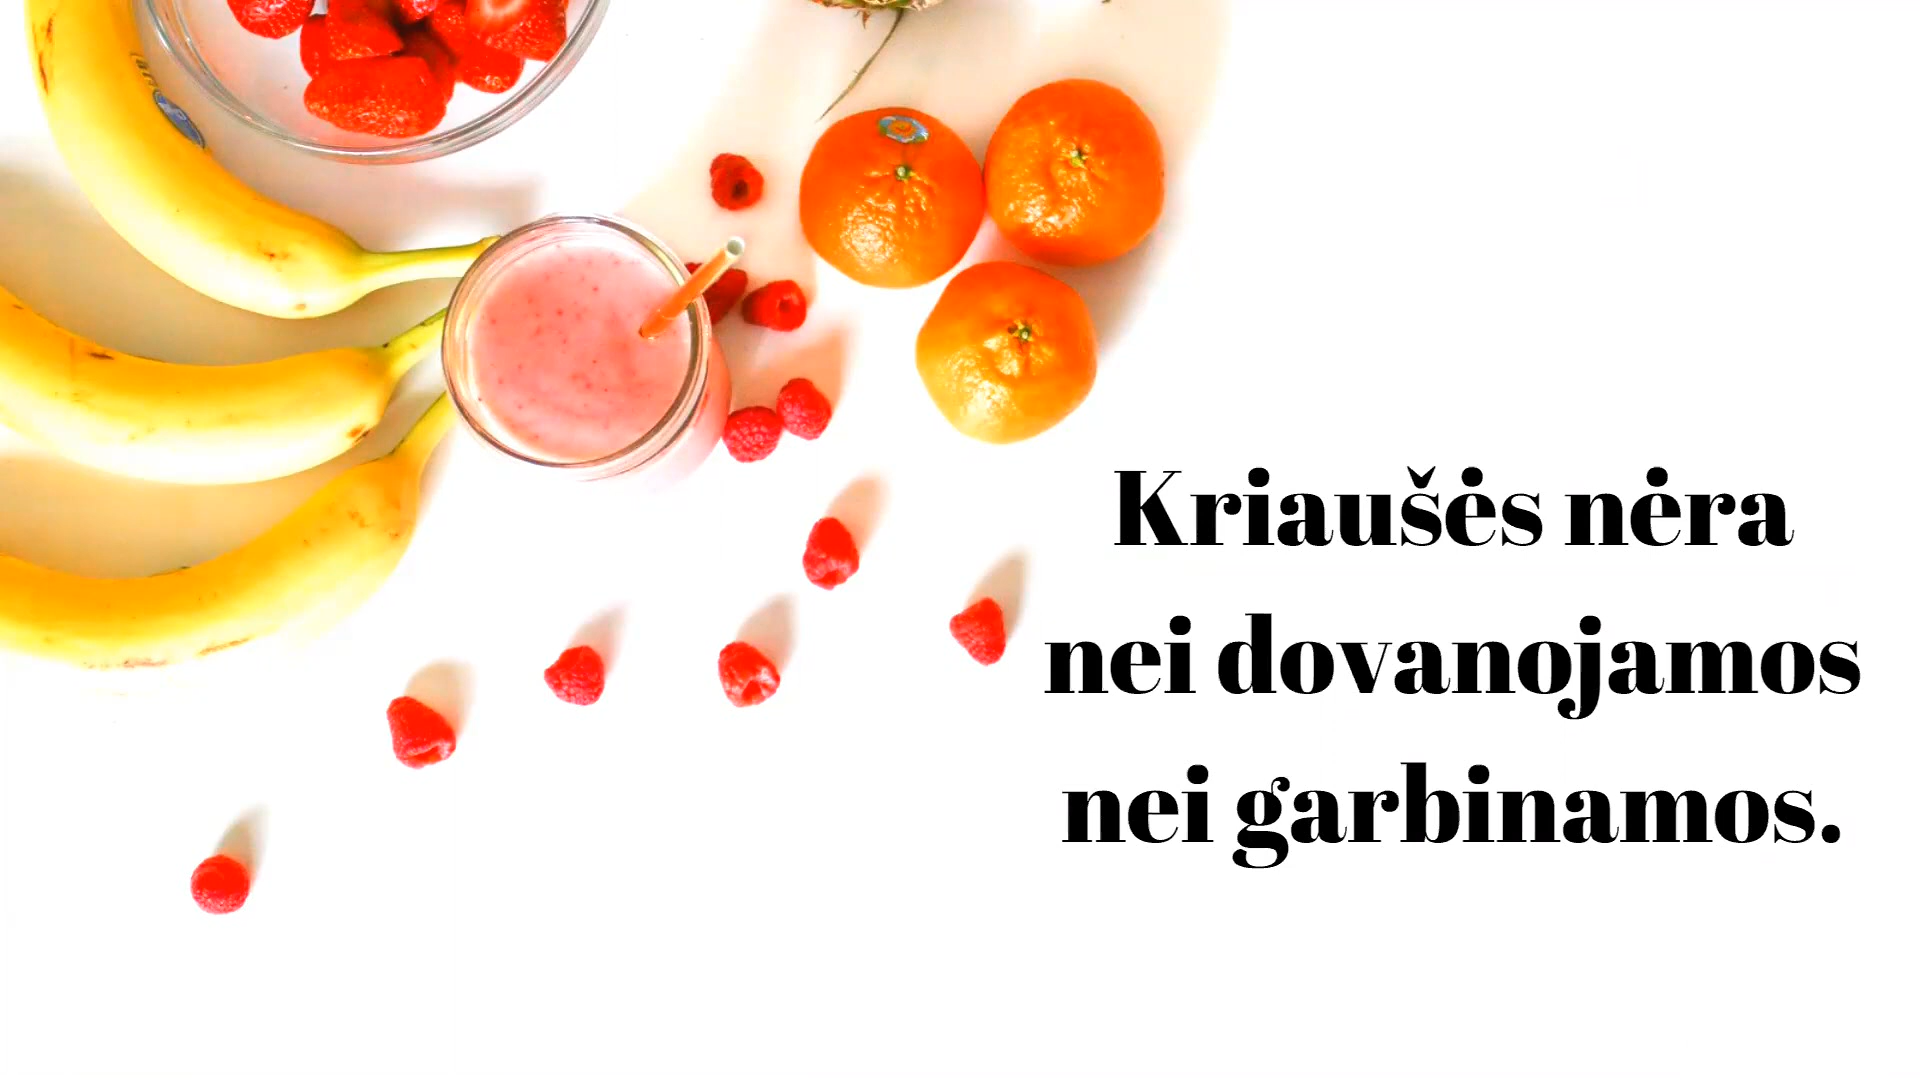 Kriaušės nėra
nei dovanojamos
nei garbinamos.